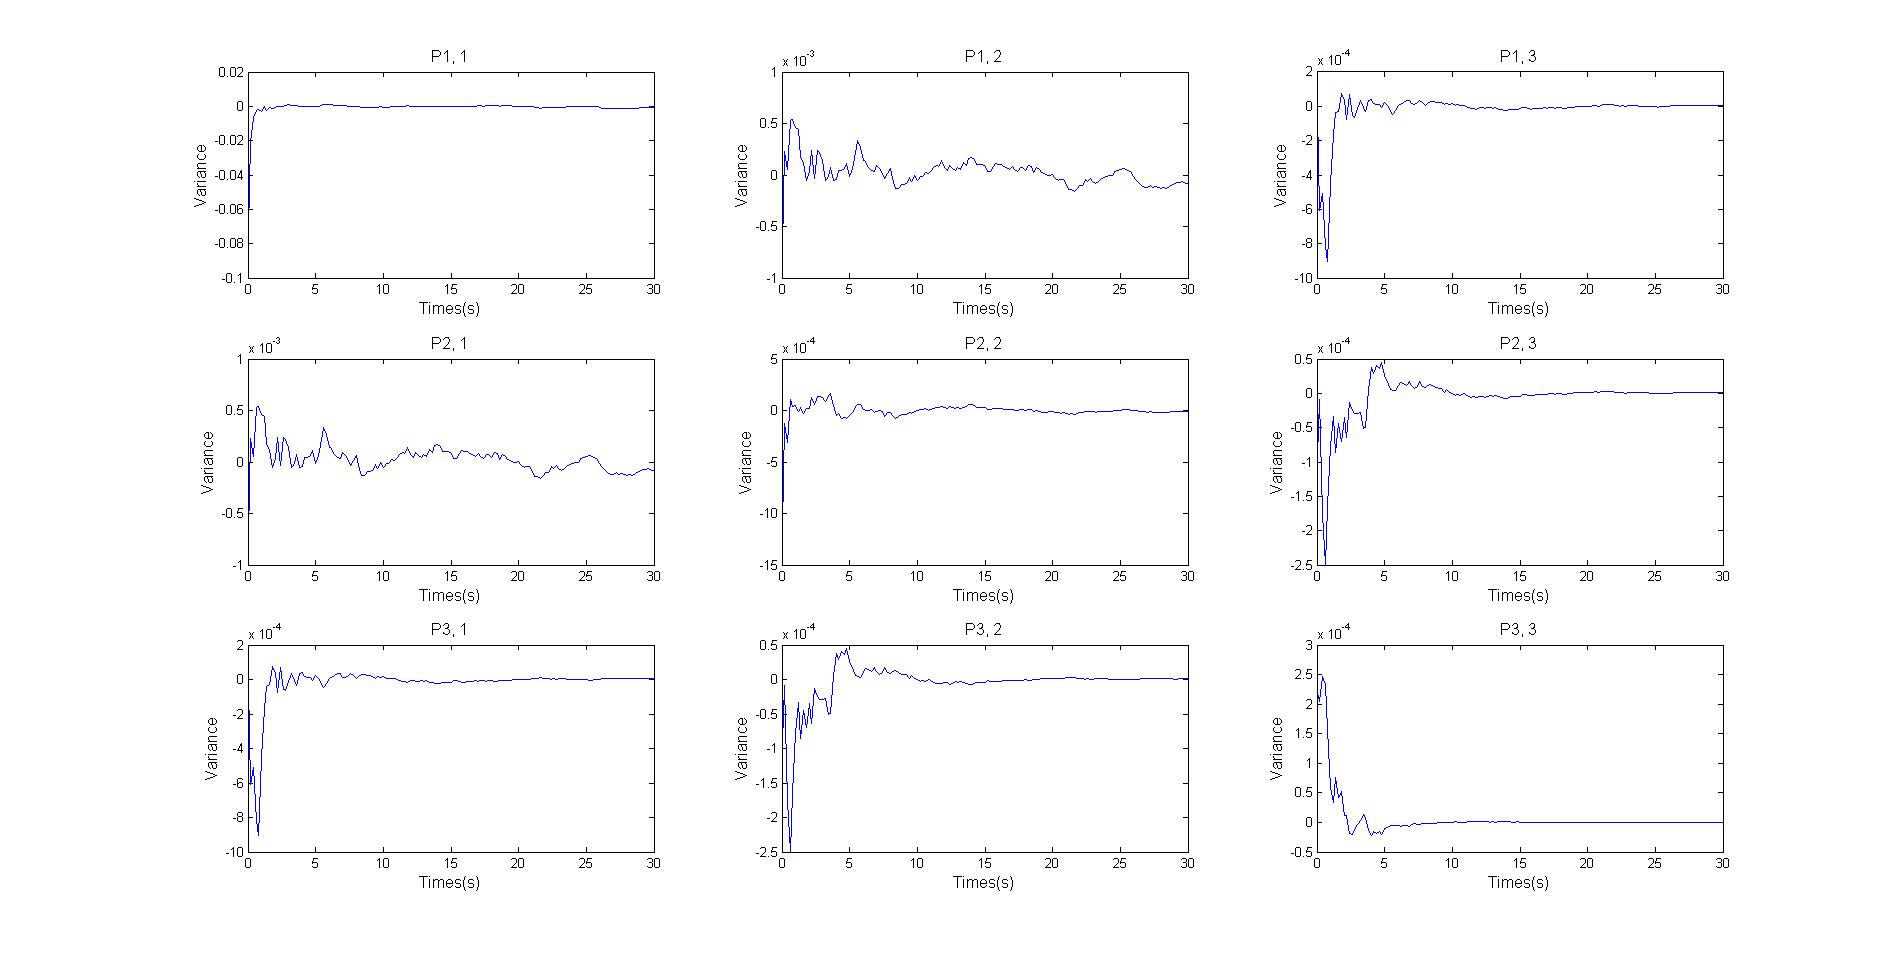 P1, 1
0.02
0
-0.02
-0.04
-0.06
-0.08
-0.1
Variance
0 5 10 15 20 25 30
Times(s)
P1, 2
x 10^-3
1
0.5
0
-0.5
-1
Variance
0 5 10 15 20 25 30
Times(s)
P1, 3
x 10^-4
2
0
-2
-4
-6
-8
-10
Variance
0 5 10 15 20 25 30
Times(s)
P2, 1
x 10^-3
1
0.5
0
-0.5
-1
Variance
0 5 10 15 20 25 30
Times(s)
P2, 2
x 10^-4
5
0
-5
-10
-15
Variance
0 5 10 15 20 25 30
Times(s)
P2, 3
x 10^-4
0.5
0
-0.5
-1
-1.5
-2
-2.5
Variance
0 5 10 15 20 25 30
Times(s)
P3, 1
x 10^-4
2
0
-2
-4
-6
-8
-10
Variance
0 5 10 15 20 25 30
Times(s)
P3, 2
x 10^-4
0.5
0
-0.5
-1
-1.5
-2
-2.5
Variance
0 5 10 15 20 25 30
Times(s)
P3, 3
x 10^-4
3
2.5
2
1.5
1
0.5
0
-0.5
Variance
0 5 10 15 20 25 30
Times(s)